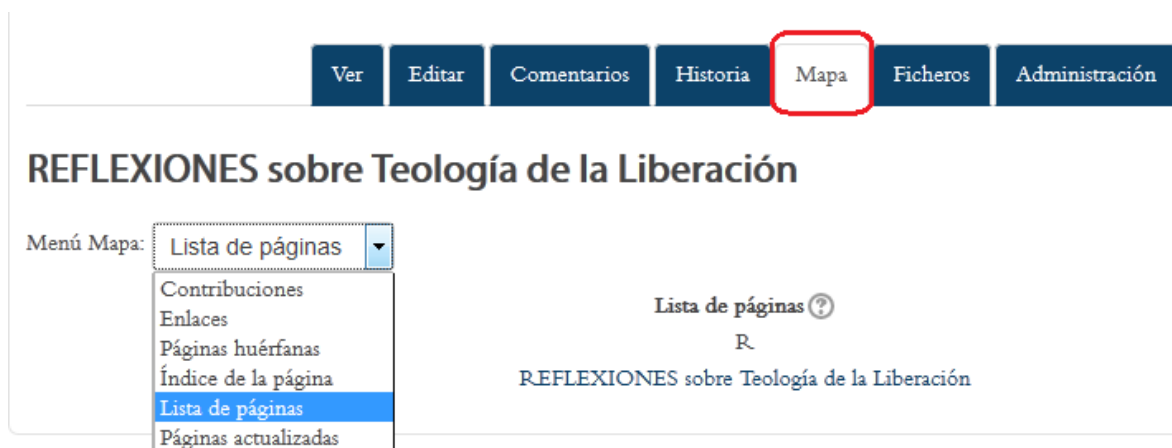 Ver Editar Comentarios Historia Mapa Ficheros Administración
REFLEXIONES sobre Teología de la Liberación
Menú Mapa: Lista de páginas
Contribuciones
Enlaces
Páginas huérfanas
Índice de la página
Lista de páginas
Páginas actualizadas
Lista de páginas ?
R
REFLEXIONES sobre Teología de la Liberación